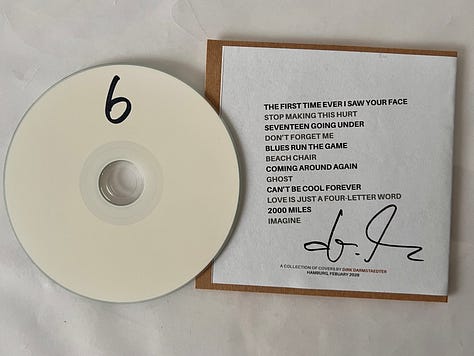 6
THE FIRST TIME EVER I SAW YOUR FACE
STOP MAKING THIS HURT
SEVENTEEN GOING UNDER
DON'T FORGET ME
BLUES RUN THE GAME
BEACH CHAIR
COMING AROUND AGAIN
GHOST
CAN'T BE COOL FOREVER
LOVE IS JUST A FOUR-LETTER WORD
2000 MILES
IMAGINE
A COLLECTION OF COVERS BY DIRK DARMSTAEDTER
HAMBURG, FEBUARY